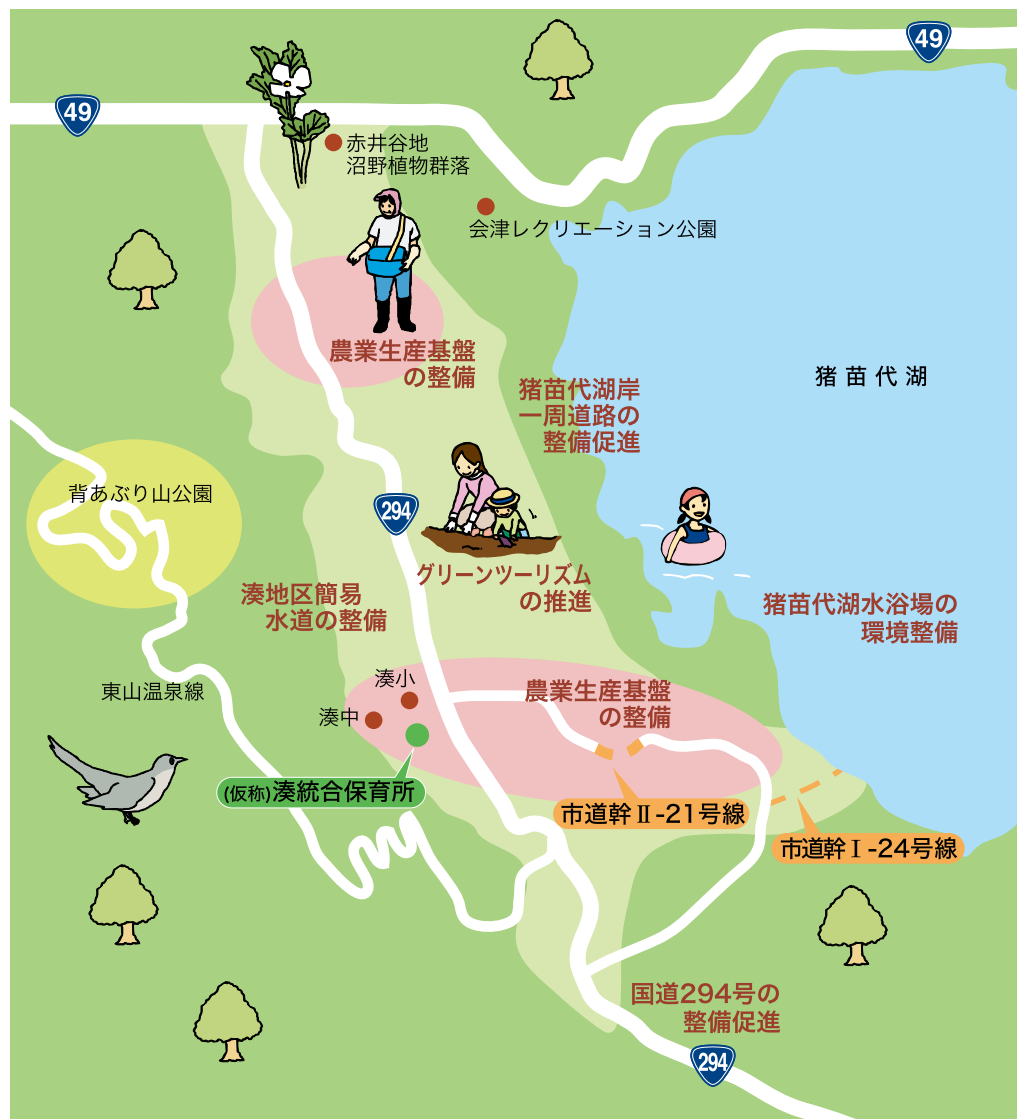 49
49
赤井谷地
沼野植物群落
会津レクリエーション公園
農業生産基盤
の整備
猪苗代湖
猪苗代湖岸
一周道路の
整備促進
背あぶり山公園
294
グリーンツーリズム
の推進
湊地区簡易
水道の整備
猪苗代湖水浴場の
環境整備
湊小
農業生産基盤
の整備
東山温泉線
湊中
(仮称)湊統合保育所
市道幹Ⅱ-21号線
市道幹Ⅰ-24号線
国道294号の
整備促進
294